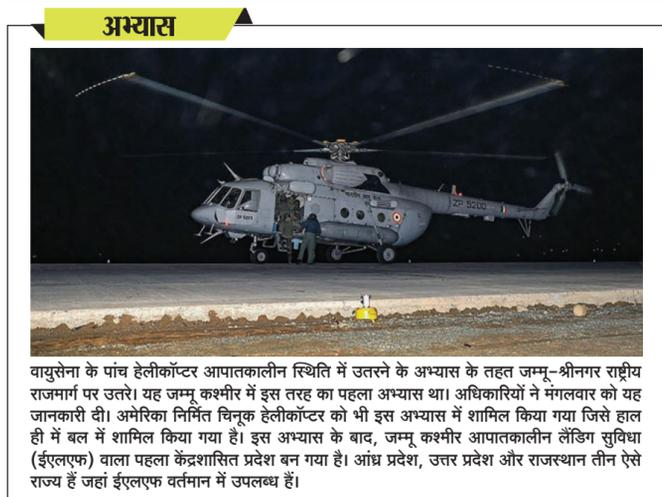 अभ्यास
ZP 5200
वायुसेना के पांच हेलीकॉप्टर आपातकालीन स्थिति में उतरने के अभ्यास के तहत जम्मू-श्रीनगर राष्ट्रीय
राजमार्ग पर उतरे। यह जम्मू कश्मीर में इस तरह का पहला अभ्यास था। अधिकारियों ने मंगलवार को यह
जानकारी दी। अमेरिका निर्मित चिनूक हेलीकॉप्टर को भी इस अभ्यास में शामिल किया गया जिसे हाल
ही में बल में शामिल किया गया है। इस अभ्यास के बाद, जम्मू कश्मीर आपातकालीन लैंडिग सुविधा
(ईएलएफ) वाला पहला केंद्रशासित प्रदेश बन गया है। आंध्र प्रदेश, उत्तर प्रदेश और राजस्थान तीन ऐसे
राज्य हैं जहां ईएलएफ वर्तमान में उपलब्ध हैं।